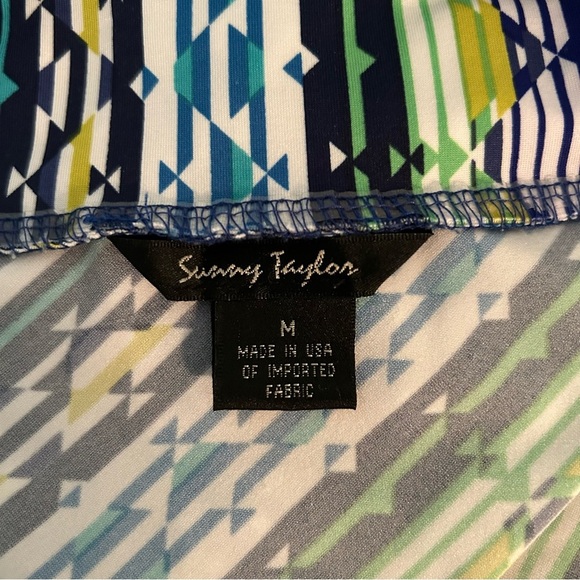 Sunny Taylor
M
MADE IN USA
OF IMPORTED
FABRIC